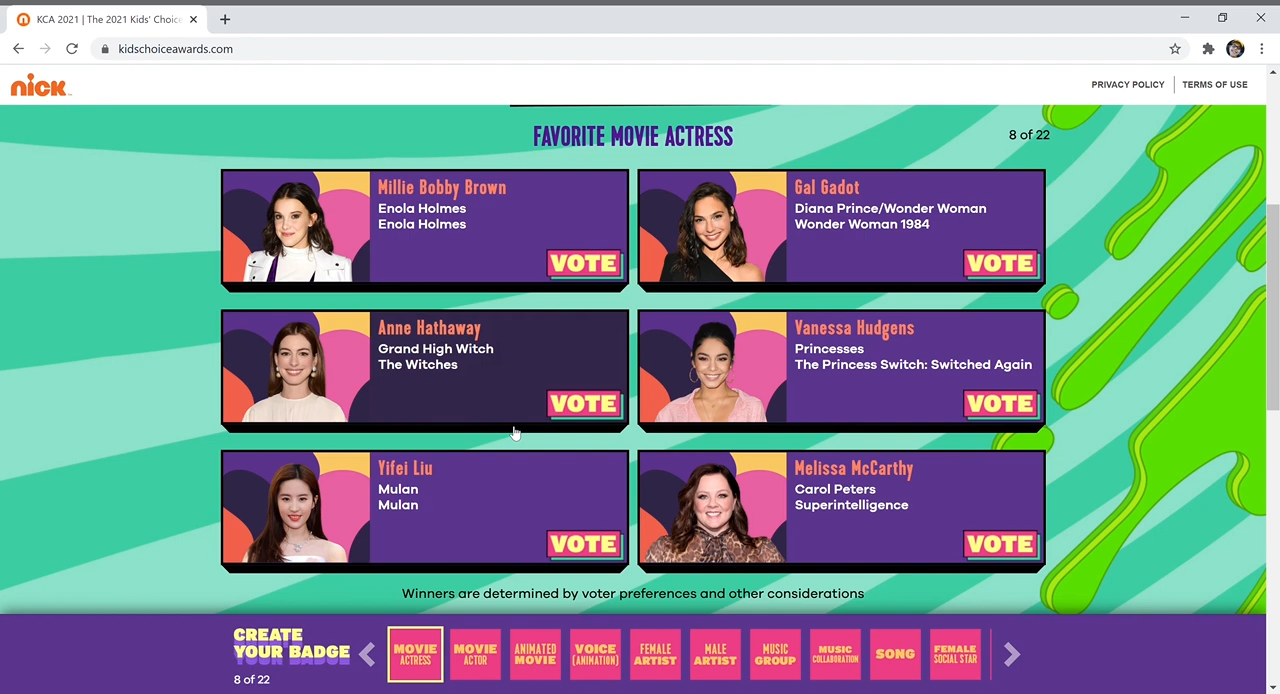 KCA 2021 | The 2021 Kids' Choice
kidschoiceawards.com
nick
PRIVACY POLICY
TERMS OF USE
FAVORITE MOVIE ACTRESS
8 of 22
Millie Bobby Brown
Enola Holmes
Enola Holmes
VOTE
Gal Gadot
Diana Prince/Wonder Woman
Wonder Woman 1984
VOTE
Anne Hathaway
Grand High Witch
The Witches
VOTE
Vanessa Hudgens
Princesses
The Princess Switch: Switched Again
VOTE
Yifei Liu
Mulan
Mulan
VOTE
Melissa McCarthy
Carol Peters
Superintelligence
VOTE
Winners are determined by voter preferences and other considerations
CREATE
YOUR BADGE
8 of 22
MOVIE
ACTRESS
MOVIE
ACTOR
ANIMATED
MOVIE
VOICE
(ANIMATION)
FEMALE
ARTIST
MALE
ARTIST
MUSIC
GROUP
MUSIC
COLLABORATION
SONG
FEMALE
SOCIAL STAR